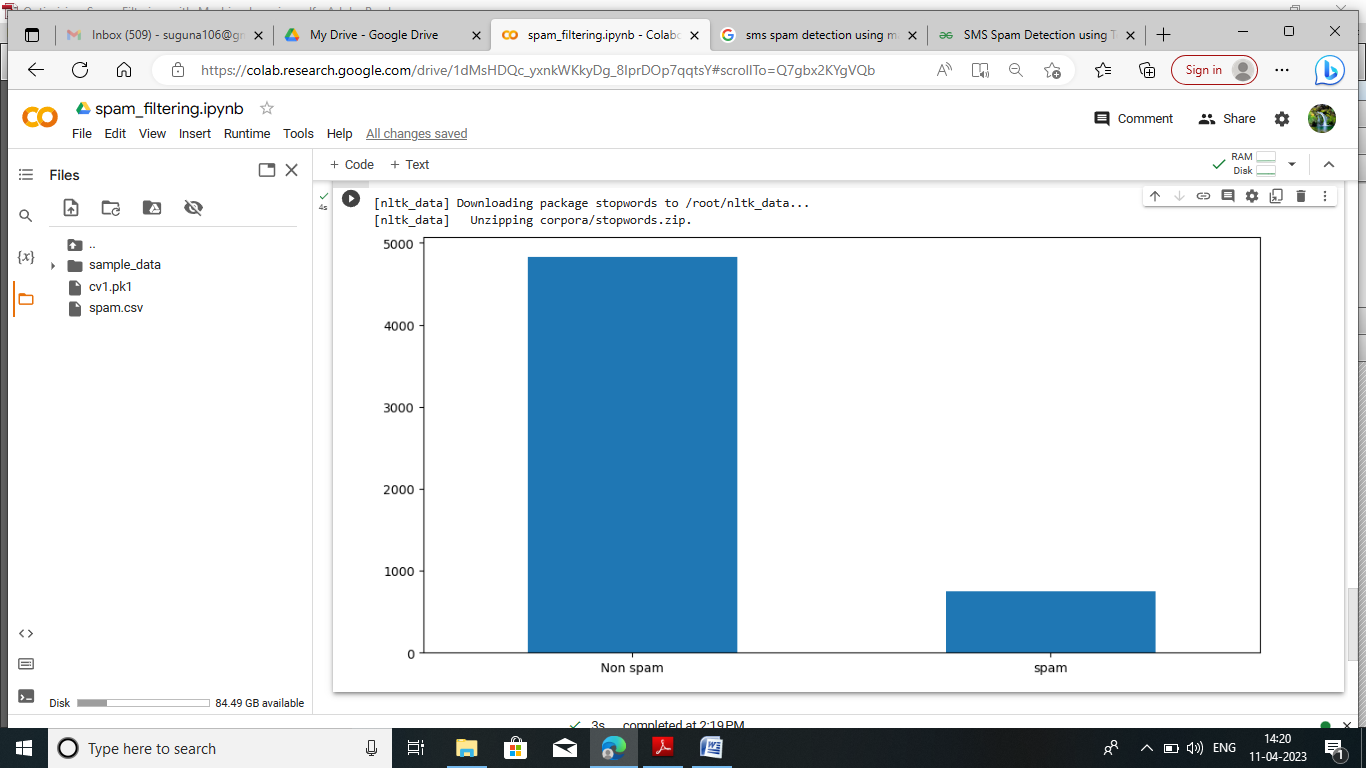 Inbox (509) - suguna106@gm
My Drive - Google Drive
spam_filtering.ipynb - Colab
sms spam detection using m
SMS Spam Detection using T
https://colab.research.google.com/drive/1dMsHDQc_yxnkWKkyDg_8IprDOp7qqtsY#scrollTo=Q7gbx2KYgVQb
Sign in
spam_filtering.ipynb
File Edit View Insert Runtime Tools Help All changes saved
Comment Share
Files
+ Code + Text
RAM
Disk
4s
[nltk_data] Downloading package stopwords to /root/nltk_data...
[nltk_data]   Unzipping corpora/stopwords.zip.
{x}
..
sample_data
cv1.pk1
spam.csv
5000
4000
3000
2000
1000
0
Non spam
spam
Disk 84.49 GB available
3s completed at 2:19 PM
Type here to search
ENG
14:20
11-04-2023
1